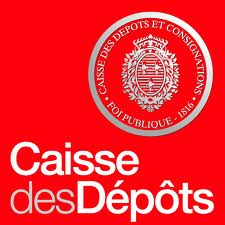 CAISSE DES DEPOTS ET CONSIGNATIONS
• FOI PUBLIQUE - 1816 •
Caisse
desDépôts